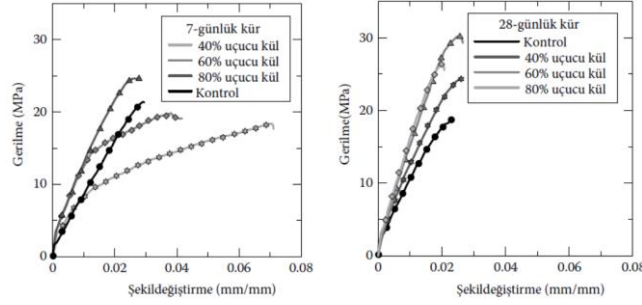 7-günlük kür
40% uçucu kül
60% uçucu kül
80% uçucu kül
Kontrol
Gerilme (MPa)
30
20
10
0
0
0.02
0.04
0.06
0.08
Şekildeğiştirme (mm/mm)
28-günlük kür
Kontrol
40% uçucu kül
60% uçucu kül
80% uçucu kül
Gerilme(MPa)
30
20
10
0
0
0.02
0.04
0.06
0.08
Şekildeğiştirme (mm/mm)